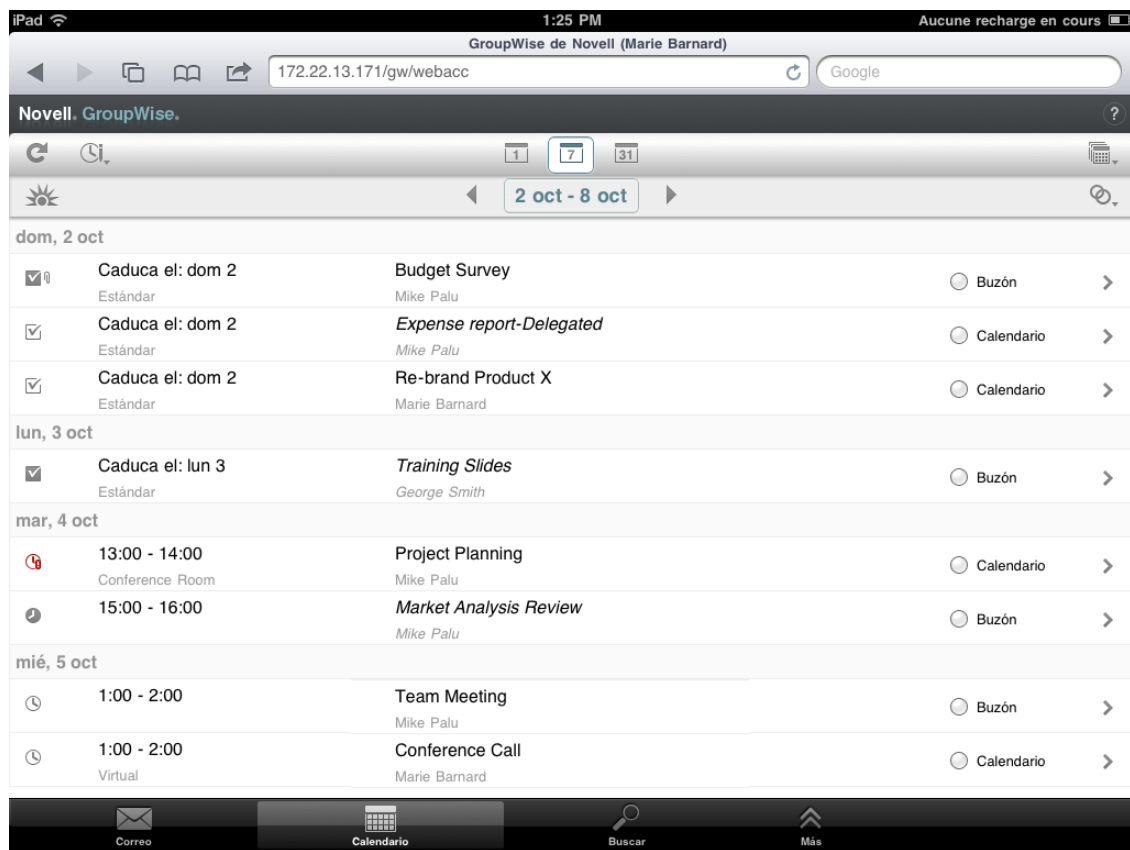 iPad 1:25 PM Aucune recharge en cours
GroupWise de Novell (Marie Barnard)
172.22.13.171/gw/webacc Google
Novell. GroupWise. ?
1 7 31
2 oct - 8 oct
dom, 2 oct
Caduca el: dom 2 Budget Survey
Buzón
Estándar Mike Palu
Caduca el: dom 2 Expense report-Delegated
Calendario
Estándar Mike Palu
Caduca el: dom 2 Re-brand Product X
Calendario
Estándar Marie Barnard
lun, 3 oct
Caduca el: lun 3 Training Slides
Buzón
Estándar George Smith
mar, 4 oct
13:00 - 14:00 Project Planning
Calendario
Conference Room Mike Palu
15:00 - 16:00 Market Analysis Review
Buzón
Mike Palu
mié, 5 oct
1:00 - 2:00 Team Meeting
Buzón
Mike Palu
1:00 - 2:00 Conference Call
Calendario
Virtual Marie Barnard
Correo Calendario Buscar Más